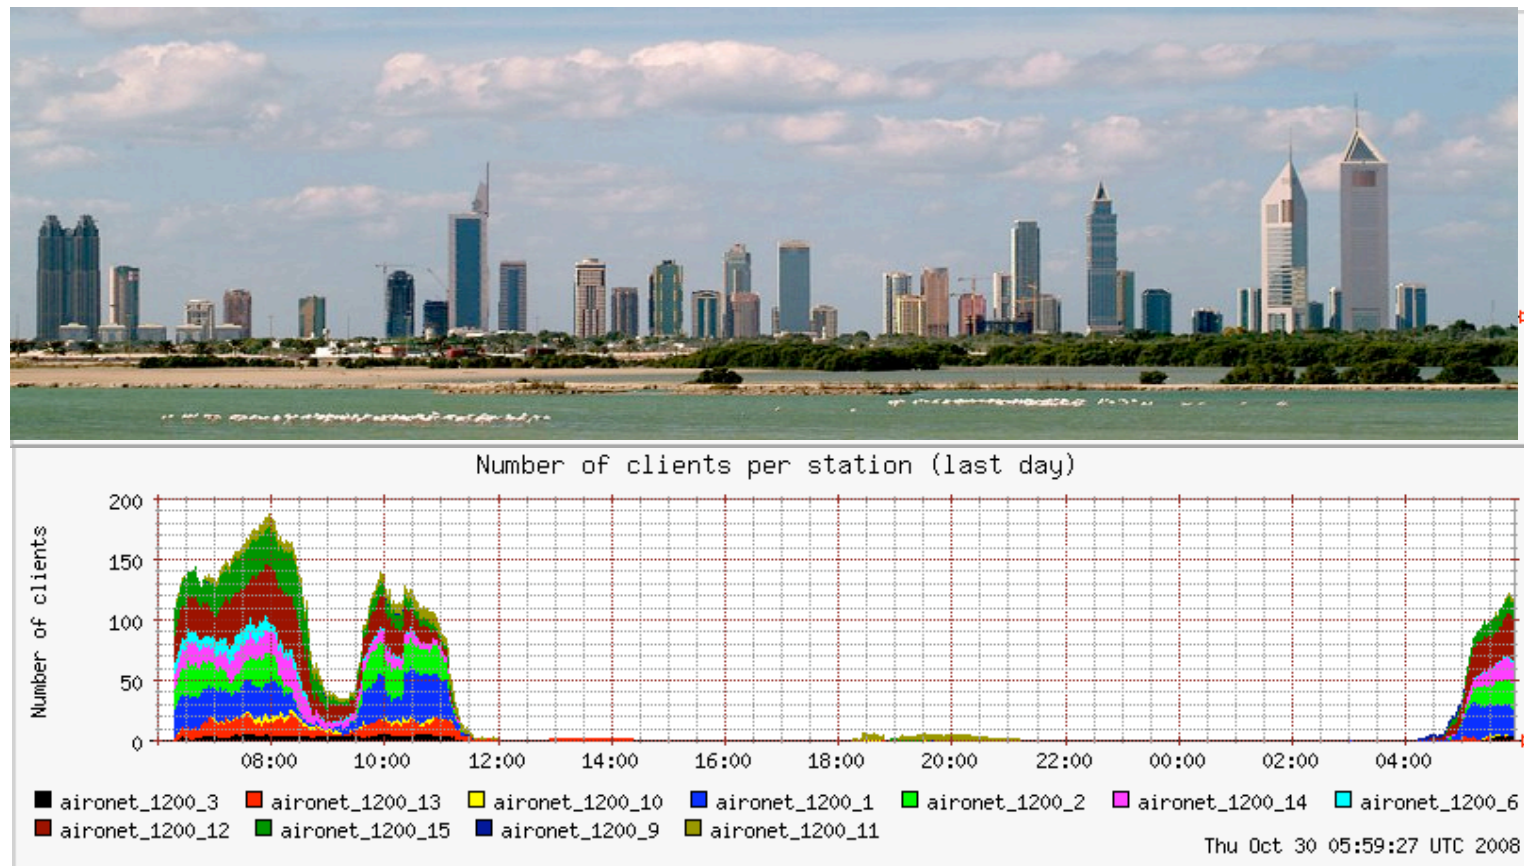 Number of clients per station (last day)
Number of clients
200
150
100
50
0
08:00 10:00 12:00 14:00 16:00 18:00 20:00 22:00 00:00 02:00 04:00
aironet_1200_3 aironet_1200_13 aironet_1200_10 aironet_1200_1 aironet_1200_2 aironet_1200_14 aironet_1200_6
aironet_1200_12 aironet_1200_15 aironet_1200_9 aironet_1200_11
Thu Oct 30 05:59:27 UTC 2008